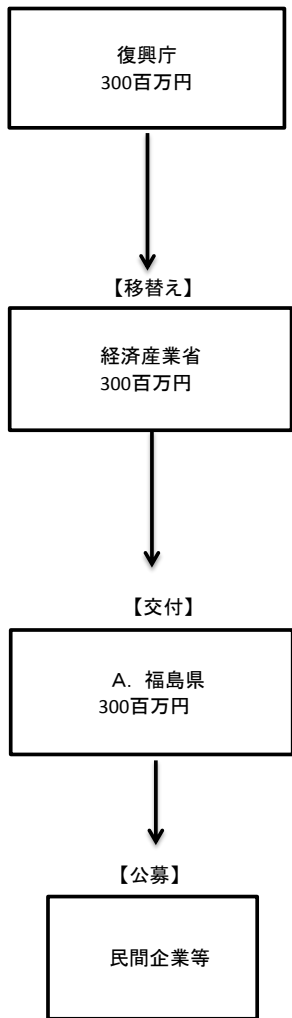 復興庁
300百万円
【移替え】
経済産業省
300百万円
【交付】
A. 福島県
300百万円
【公募】
民間企業等